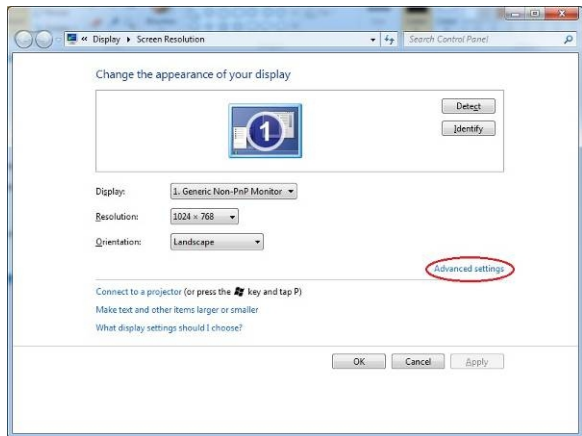 « Display ▸ Screen Resolution
Search Control Panel
Change the appearance of your display
1
Detect
Identify
Display: 1. Generic Non-PnP Monitor
Resolution: 1024 × 768
Orientation: Landscape
Advanced settings
Connect to a projector (or press the key and tap P)
Make text and other items larger or smaller
What display settings should I choose?
OK Cancel Apply